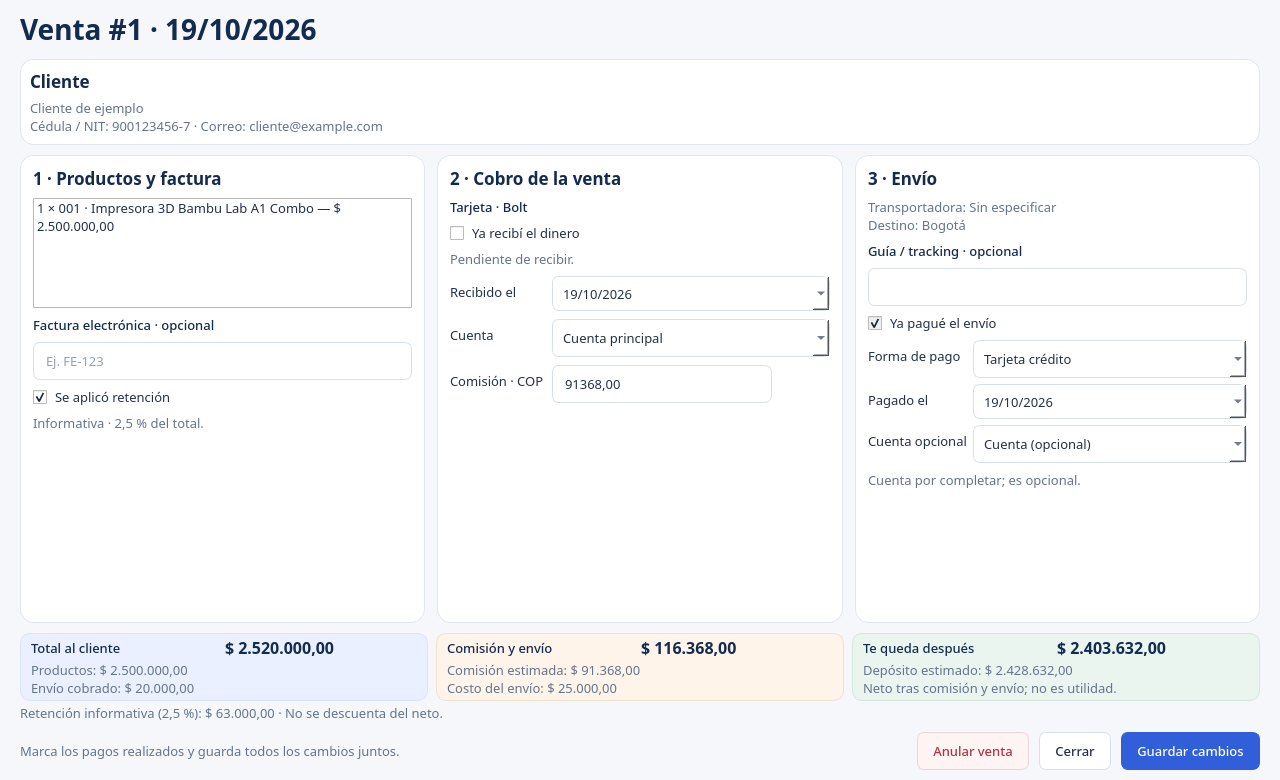 Venta #1 · 19/10/2026
Cliente
Cliente de ejemplo
Cédula / NIT: 900123456-7 · Correo: cliente@example.com
1 · Productos y factura
1 × 001 · Impresora 3D Bambu Lab A1 Combo — $
2.500.000,00
Factura electrónica · opcional
Ej. FE-123
Se aplicó retención
Informativa · 2,5 % del total.
2 · Cobro de la venta
Tarjeta · Bolt
Ya recibí el dinero
Pendiente de recibir.
Recibido el 19/10/2026
Cuenta Cuenta principal
Comisión · COP 91368,00
3 · Envío
Transportadora: Sin especificar
Destino: Bogotá
Guía / tracking · opcional
Ya pagué el envío
Forma de pago Tarjeta crédito
Pagado el 19/10/2026
Cuenta opcional Cuenta (opcional)
Cuenta por completar; es opcional.
Total al cliente $ 2.520.000,00
Productos: $ 2.500.000,00
Envío cobrado: $ 20.000,00
Comisión y envío $ 116.368,00
Comisión estimada: $ 91.368,00
Costo del envío: $ 25.000,00
Te queda después $ 2.403.632,00
Depósito estimado: $ 2.428.632,00
Neto tras comisión y envío; no es utilidad.
Retención informativa (2,5 %): $ 63.000,00 · No se descuenta del neto.
Marca los pagos realizados y guarda todos los cambios juntos.
Anular venta
Cerrar
Guardar cambios